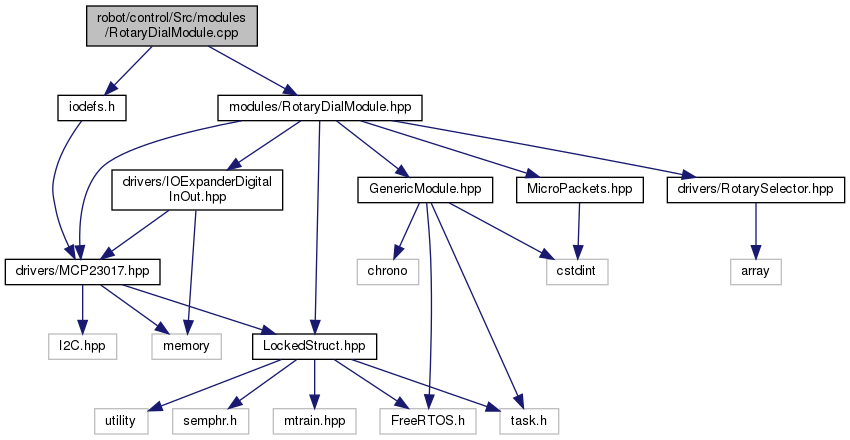 robot/control/Src/modules
/RotaryDialModule.cpp
iodefs.h
modules/RotaryDialModule.hpp
drivers/IOExpanderDigital
InOut.hpp
GenericModule.hpp
MicroPackets.hpp
drivers/RotarySelector.hpp
drivers/MCP23017.hpp
chrono
cstdint
array
I2C.hpp
memory
LockedStruct.hpp
utility
semphr.h
mtrain.hpp
FreeRTOS.h
task.h